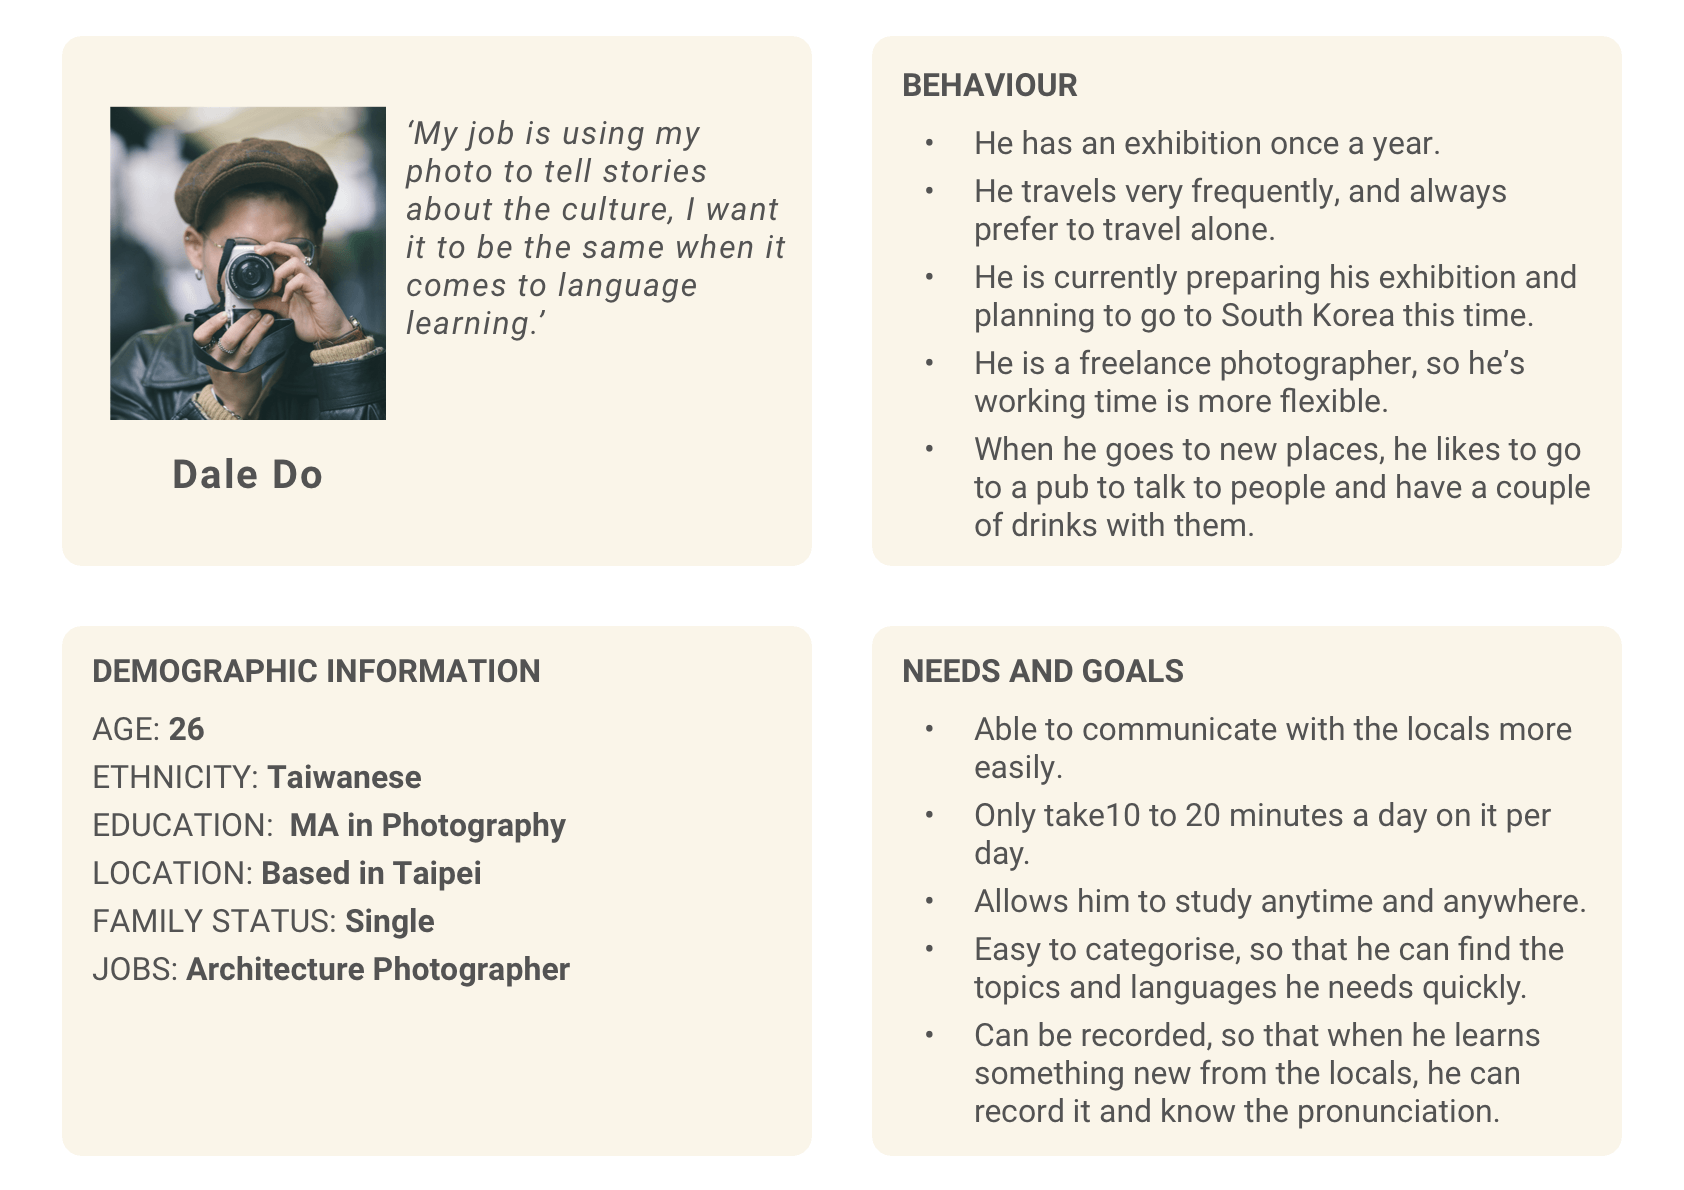 ‘My job is using my
photo to tell stories
about the culture, I want
it to be the same when it
comes to language
learning.’
Dale Do
BEHAVIOUR
• He has an exhibition once a year.
• He travels very frequently, and always
prefer to travel alone.
• He is currently preparing his exhibition and
planning to go to South Korea this time.
• He is a freelance photographer, so he’s
working time is more flexible.
• When he goes to new places, he likes to go
to a pub to talk to people and have a couple
of drinks with them.
DEMOGRAPHIC INFORMATION
AGE: 26
ETHNICITY: Taiwanese
EDUCATION:  MA in Photography
LOCATION: Based in Taipei
FAMILY STATUS: Single
JOBS: Architecture Photographer
NEEDS AND GOALS
• Able to communicate with the locals more
easily.
• Only take10 to 20 minutes a day on it per
day.
• Allows him to study anytime and anywhere.
• Easy to categorise, so that he can find the
topics and languages he needs quickly.
• Can be recorded, so that when he learns
something new from the locals, he can
record it and know the pronunciation.